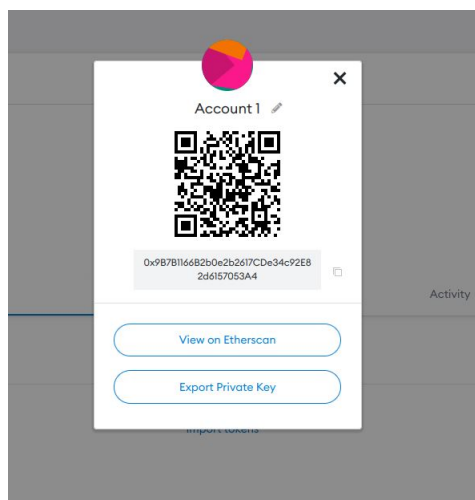 Account 1
0x9B7B1166B2b0e2b2617CDe34c92E8
2d6157053A4
Activity
View on Etherscan
Export Private Key
Import tokens